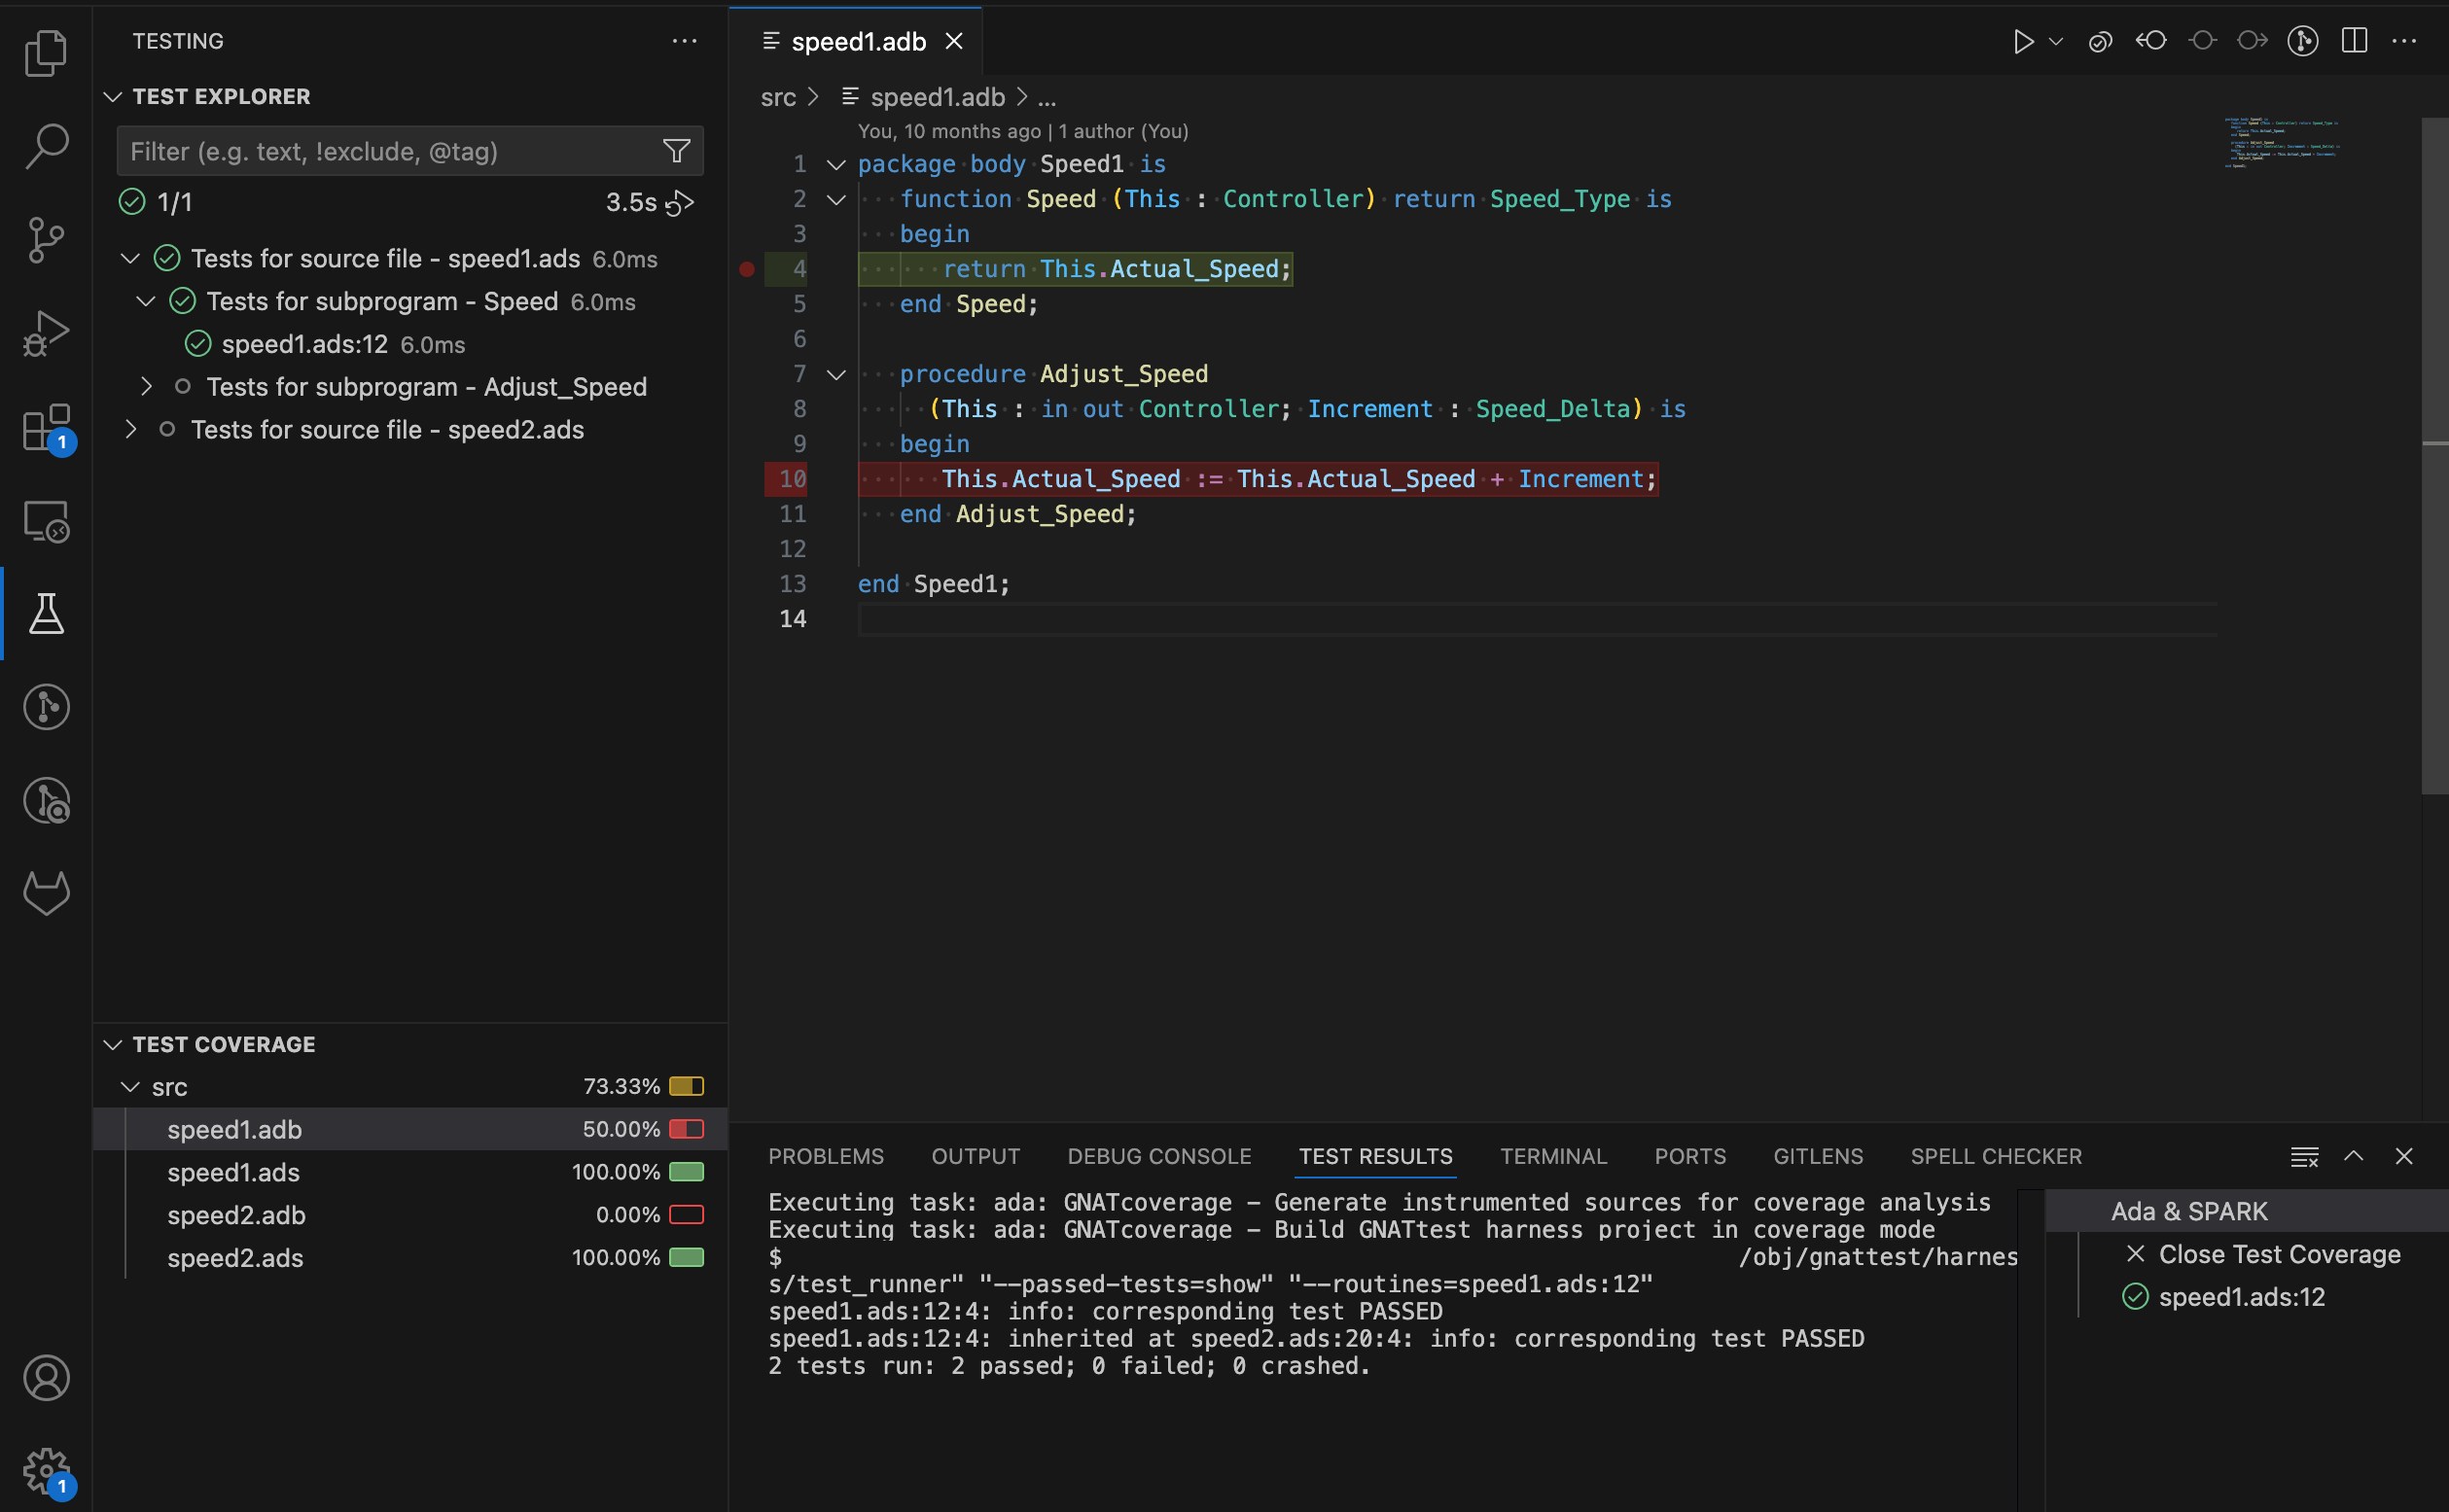 TESTING
TEST EXPLORER
Filter (e.g. text, !exclude, @tag)
1/1 3.5s
Tests for source file - speed1.ads 6.0ms
Tests for subprogram - Speed 6.0ms
speed1.ads:12 6.0ms
Tests for subprogram - Adjust_Speed
Tests for source file - speed2.ads
1
TEST COVERAGE
src 73.33%
speed1.adb 50.00%
speed1.ads 100.00%
speed2.adb 0.00%
speed2.ads 100.00%
1
speed1.adb
src > speed1.adb > ...
You, 10 months ago | 1 author (You)
1 package body Speed1 is
2 function Speed (This : Controller) return Speed_Type is
3 begin
4 return This.Actual_Speed;
5 end Speed;
6
7 procedure Adjust_Speed
8 (This : in out Controller; Increment : Speed_Delta) is
9 begin
10 This.Actual_Speed := This.Actual_Speed + Increment;
11 end Adjust_Speed;
12
13 end Speed1;
14
PROBLEMS OUTPUT DEBUG CONSOLE TEST RESULTS TERMINAL PORTS GITLENS SPELL CHECKER
Executing task: ada: GNATcoverage - Generate instrumented sources for coverage analysis
Executing task: ada: GNATcoverage - Build GNATtest harness project in coverage mode
$ /obj/gnattest/harnes
s/test_runner" "--passed-tests=show" "--routines=speed1.ads:12"
speed1.ads:12:4: info: corresponding test PASSED
speed1.ads:12:4: inherited at speed2.ads:20:4: info: corresponding test PASSED
2 tests run: 2 passed; 0 failed; 0 crashed.
Ada & SPARK
Close Test Coverage
speed1.ads:12